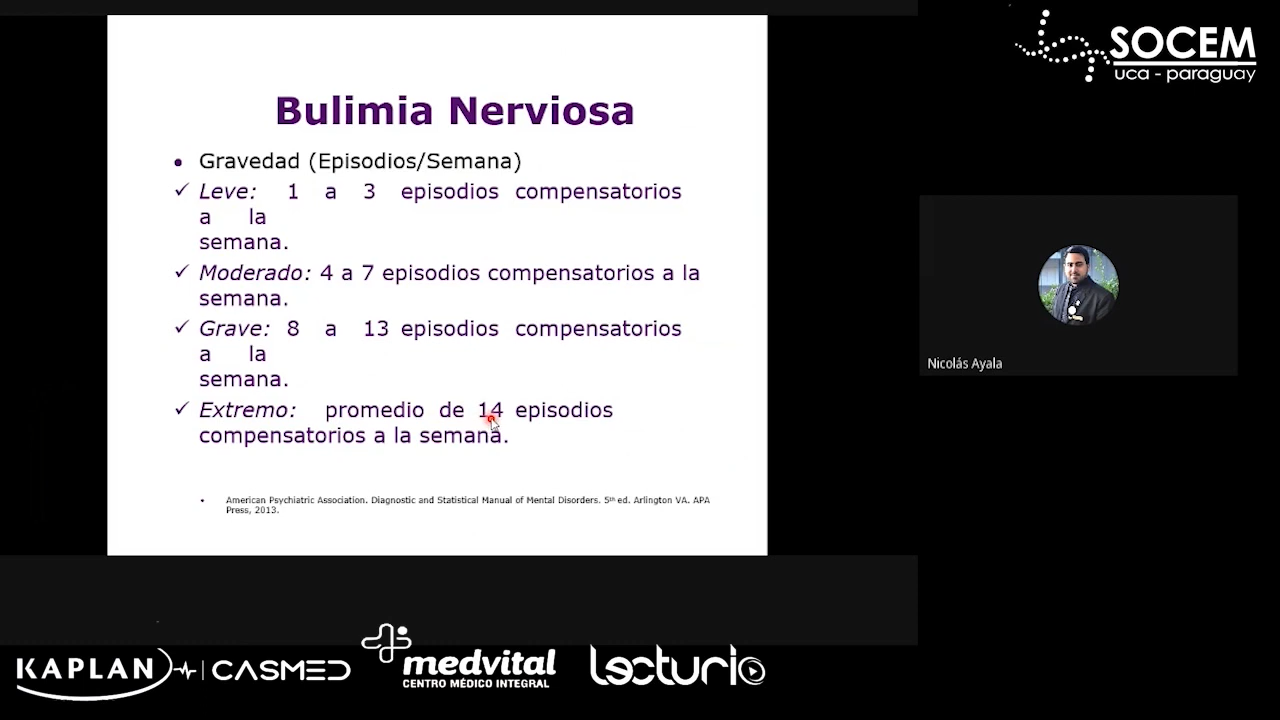 SOCEM
uca - paraguay
Bulimia Nerviosa
• Gravedad (Episodios/Semana)
✓ Leve: 1 a 3 episodios compensatorios
a la
semana.
✓ Moderado: 4 a 7 episodios compensatorios a la
semana.
✓ Grave: 8 a 13 episodios compensatorios
a la
semana.
✓ Extremo: promedio de 14 episodios
compensatorios a la semana.
• American Psychiatric Association. Diagnostic and Statistical Manual of Mental Disorders. 5th ed. Arlington VA. APA
Press, 2013.
Nicolás Ayala
KAPLAN CASMED
medvital
CENTRO MÉDICO INTEGRAL
lecturio